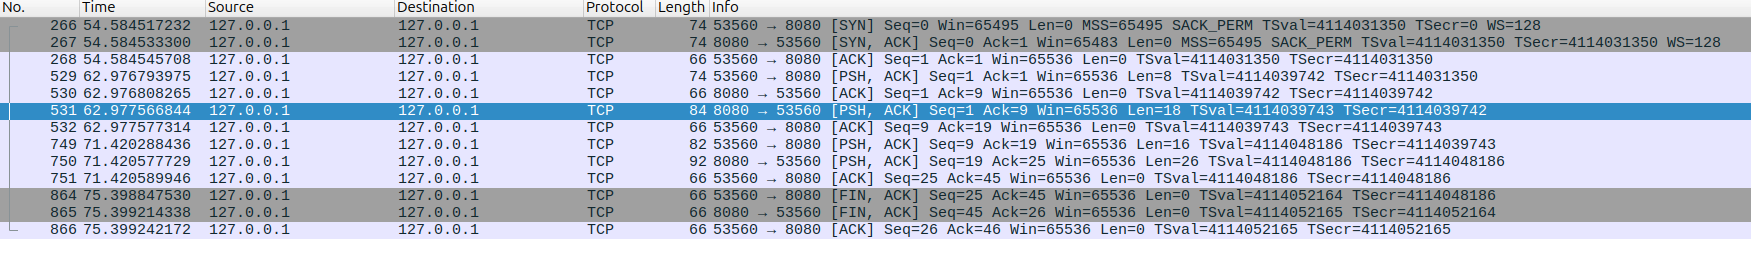 No. Time Source Destination Protocol Length Info
266 54.584517232 127.0.0.1 127.0.0.1 TCP 74 53560 → 8080 [SYN] Seq=0 Win=65495 Len=0 MSS=65495 SACK_PERM TSval=4114031350 TSecr=0 WS=128
267 54.584533300 127.0.0.1 127.0.0.1 TCP 74 8080 → 53560 [SYN, ACK] Seq=0 Ack=1 Win=65483 Len=0 MSS=65495 SACK_PERM TSval=4114031350 TSecr=4114031350 WS=128
268 54.584545708 127.0.0.1 127.0.0.1 TCP 66 53560 → 8080 [ACK] Seq=1 Ack=1 Win=65536 Len=0 TSval=4114031350 TSecr=4114031350
529 62.976793975 127.0.0.1 127.0.0.1 TCP 74 53560 → 8080 [PSH, ACK] Seq=1 Ack=1 Win=65536 Len=8 TSval=4114039742 TSecr=4114031350
530 62.976808265 127.0.0.1 127.0.0.1 TCP 66 8080 → 53560 [ACK] Seq=1 Ack=9 Win=65536 Len=0 TSval=4114039742 TSecr=4114039742
531 62.977566844 127.0.0.1 127.0.0.1 TCP 84 8080 → 53560 [PSH, ACK] Seq=1 Ack=9 Win=65536 Len=18 TSval=4114039743 TSecr=4114039742
532 62.977577314 127.0.0.1 127.0.0.1 TCP 66 53560 → 8080 [ACK] Seq=9 Ack=19 Win=65536 Len=0 TSval=4114039743 TSecr=4114039743
749 71.420288436 127.0.0.1 127.0.0.1 TCP 82 53560 → 8080 [PSH, ACK] Seq=9 Ack=19 Win=65536 Len=16 TSval=4114048186 TSecr=4114039743
750 71.420577729 127.0.0.1 127.0.0.1 TCP 92 8080 → 53560 [PSH, ACK] Seq=19 Ack=25 Win=65536 Len=26 TSval=4114048186 TSecr=4114048186
751 71.420589946 127.0.0.1 127.0.0.1 TCP 66 53560 → 8080 [ACK] Seq=25 Ack=45 Win=65536 Len=0 TSval=4114048186 TSecr=4114048186
864 75.398847530 127.0.0.1 127.0.0.1 TCP 66 53560 → 8080 [FIN, ACK] Seq=25 Ack=45 Win=65536 Len=0 TSval=4114052164 TSecr=4114048186
865 75.399214338 127.0.0.1 127.0.0.1 TCP 66 8080 → 53560 [FIN, ACK] Seq=45 Ack=26 Win=65536 Len=0 TSval=4114052165 TSecr=4114052164
866 75.399242172 127.0.0.1 127.0.0.1 TCP 66 53560 → 8080 [ACK] Seq=26 Ack=46 Win=65536 Len=0 TSval=4114052165 TSecr=4114052165